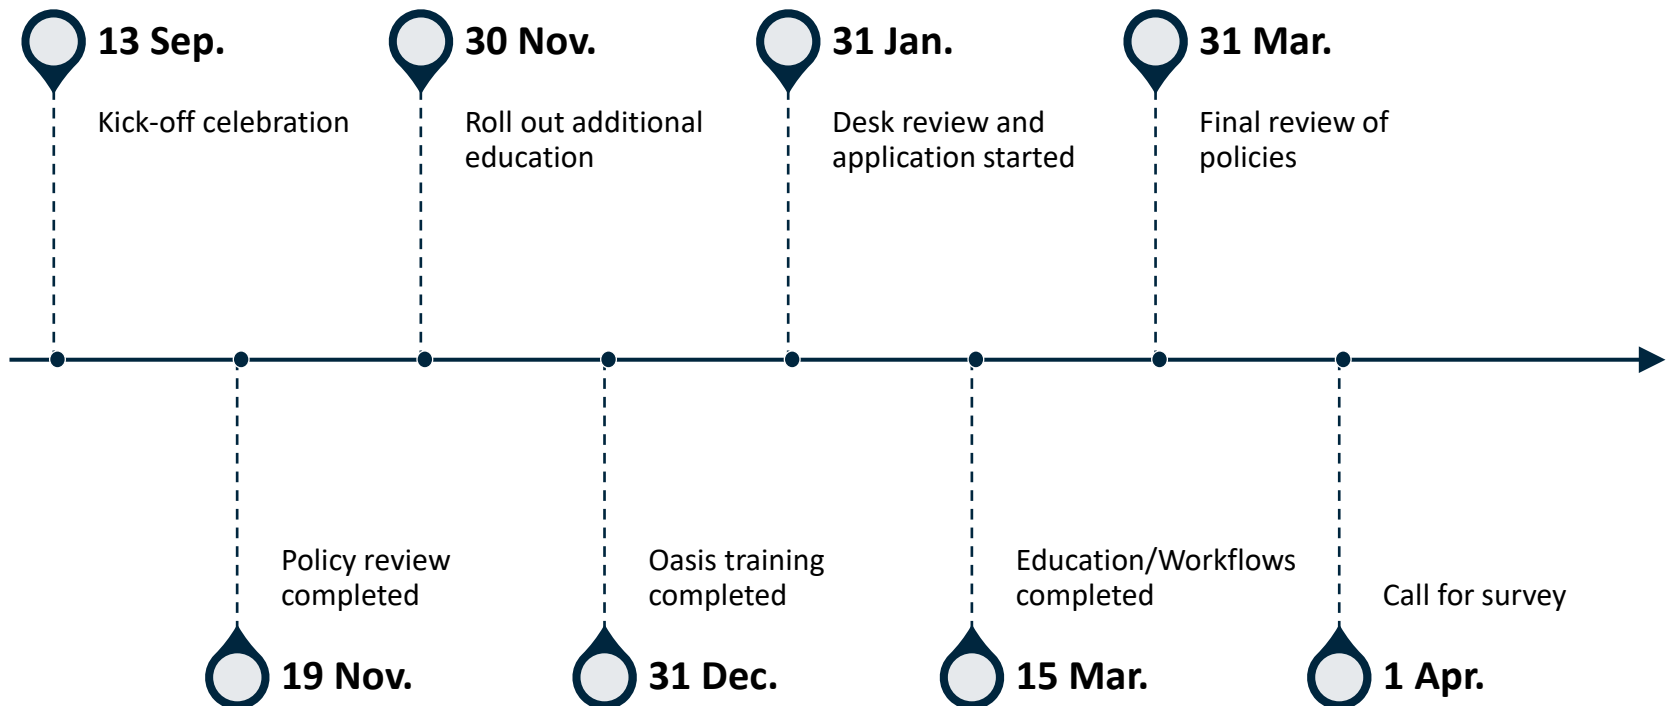 13 Sep.
Kick-off celebration
30 Nov.
Roll out additional
education
31 Jan.
Desk review and
application started
31 Mar.
Final review of
policies
Policy review
completed
19 Nov.
Oasis training
completed
31 Dec.
Education/Workflows
completed
15 Mar.
Call for survey
1 Apr.